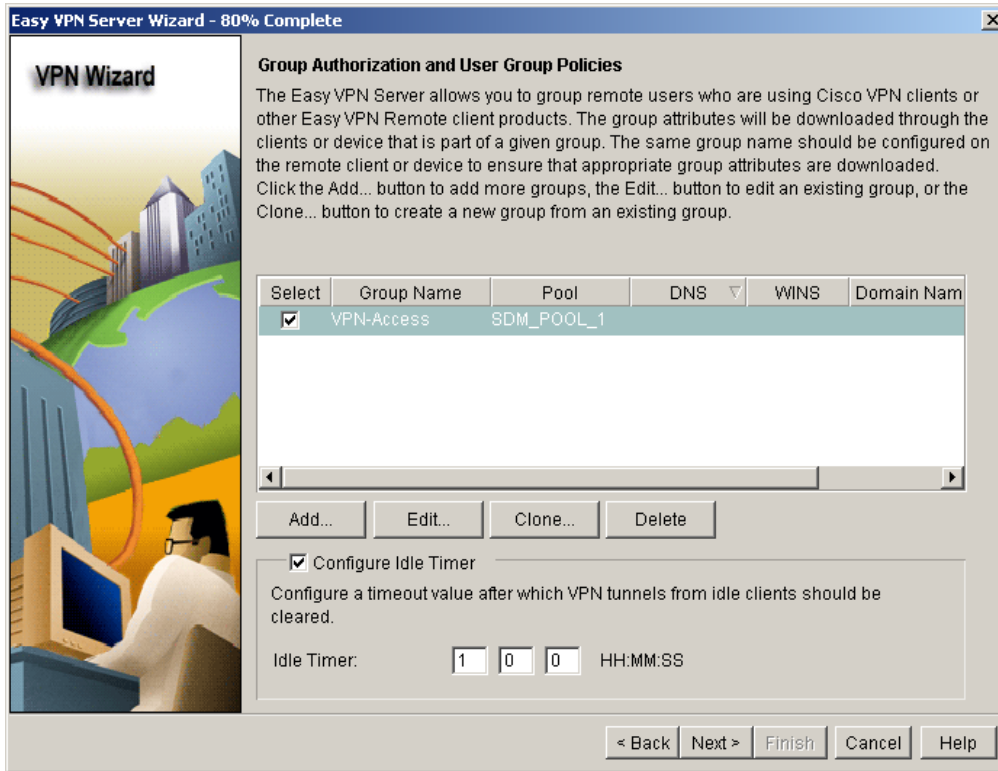 Easy VPN Server Wizard - 80% Complete
VPN Wizard
Group Authorization and User Group Policies
The Easy VPN Server allows you to group remote users who are using Cisco VPN clients or
other Easy VPN Remote client products. The group attributes will be downloaded through the
clients or device that is part of a given group. The same group name should be configured on
the remote client or device to ensure that appropriate group attributes are downloaded.
Click the Add... button to add more groups, the Edit... button to edit an existing group, or the
Clone... button to create a new group from an existing group.
Select Group Name Pool DNS WINS Domain Nam
VPN-Access SDM_POOL_1
Add... Edit... Clone... Delete
Configure Idle Timer
Configure a timeout value after which VPN tunnels from idle clients should be
cleared.
Idle Timer: 1 0 0 HH:MM:SS
< Back Next > Finish Cancel Help